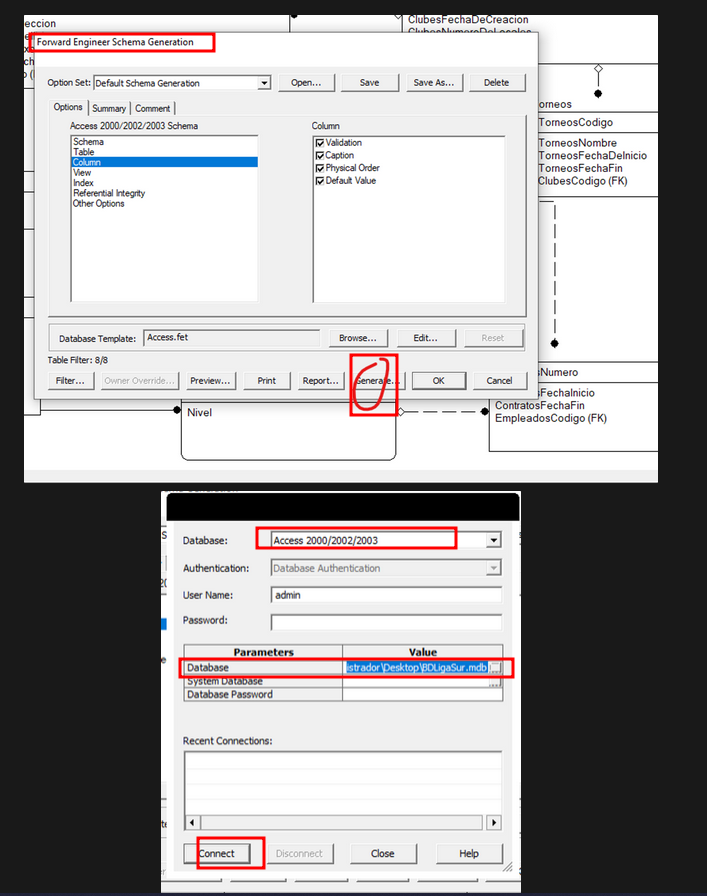 eccion
ClubesFechaDeCreacion
ClubesNumeroDeLocales
Forward Engineer Schema Generation
Option Set: Default Schema Generation Open... Save Save As... Delete
Options Summary Comment
Access 2000/2002/2003 Schema
Schema
Table
Column
View
Index
Referential Integrity
Other Options
Column
Validation
Caption
Physical Order
Default Value
Database Template: Access.fet Browse... Edit... Reset
Table Filter: 8/8
Filter... Owner Override... Preview... Print Report... Generate... OK Cancel
orneos
TorneosCodigo
TorneosNombre
TorneosFechaDeInicio
TorneosFechaFin
ClubesCodigo (FK)
sNumero
sFechaInicio
ContratosFechaFin
EmpleadosCodigo (FK)
Nivel
Database: Access 2000/2002/2003
Authentication: Database Authentication
User Name: admin
Password:
Parameters Value
Database istrador\Desktop\BDLigaSur.mdb ...
System Database ...
Database Password
Recent Connections:
Connect Disconnect Close Help